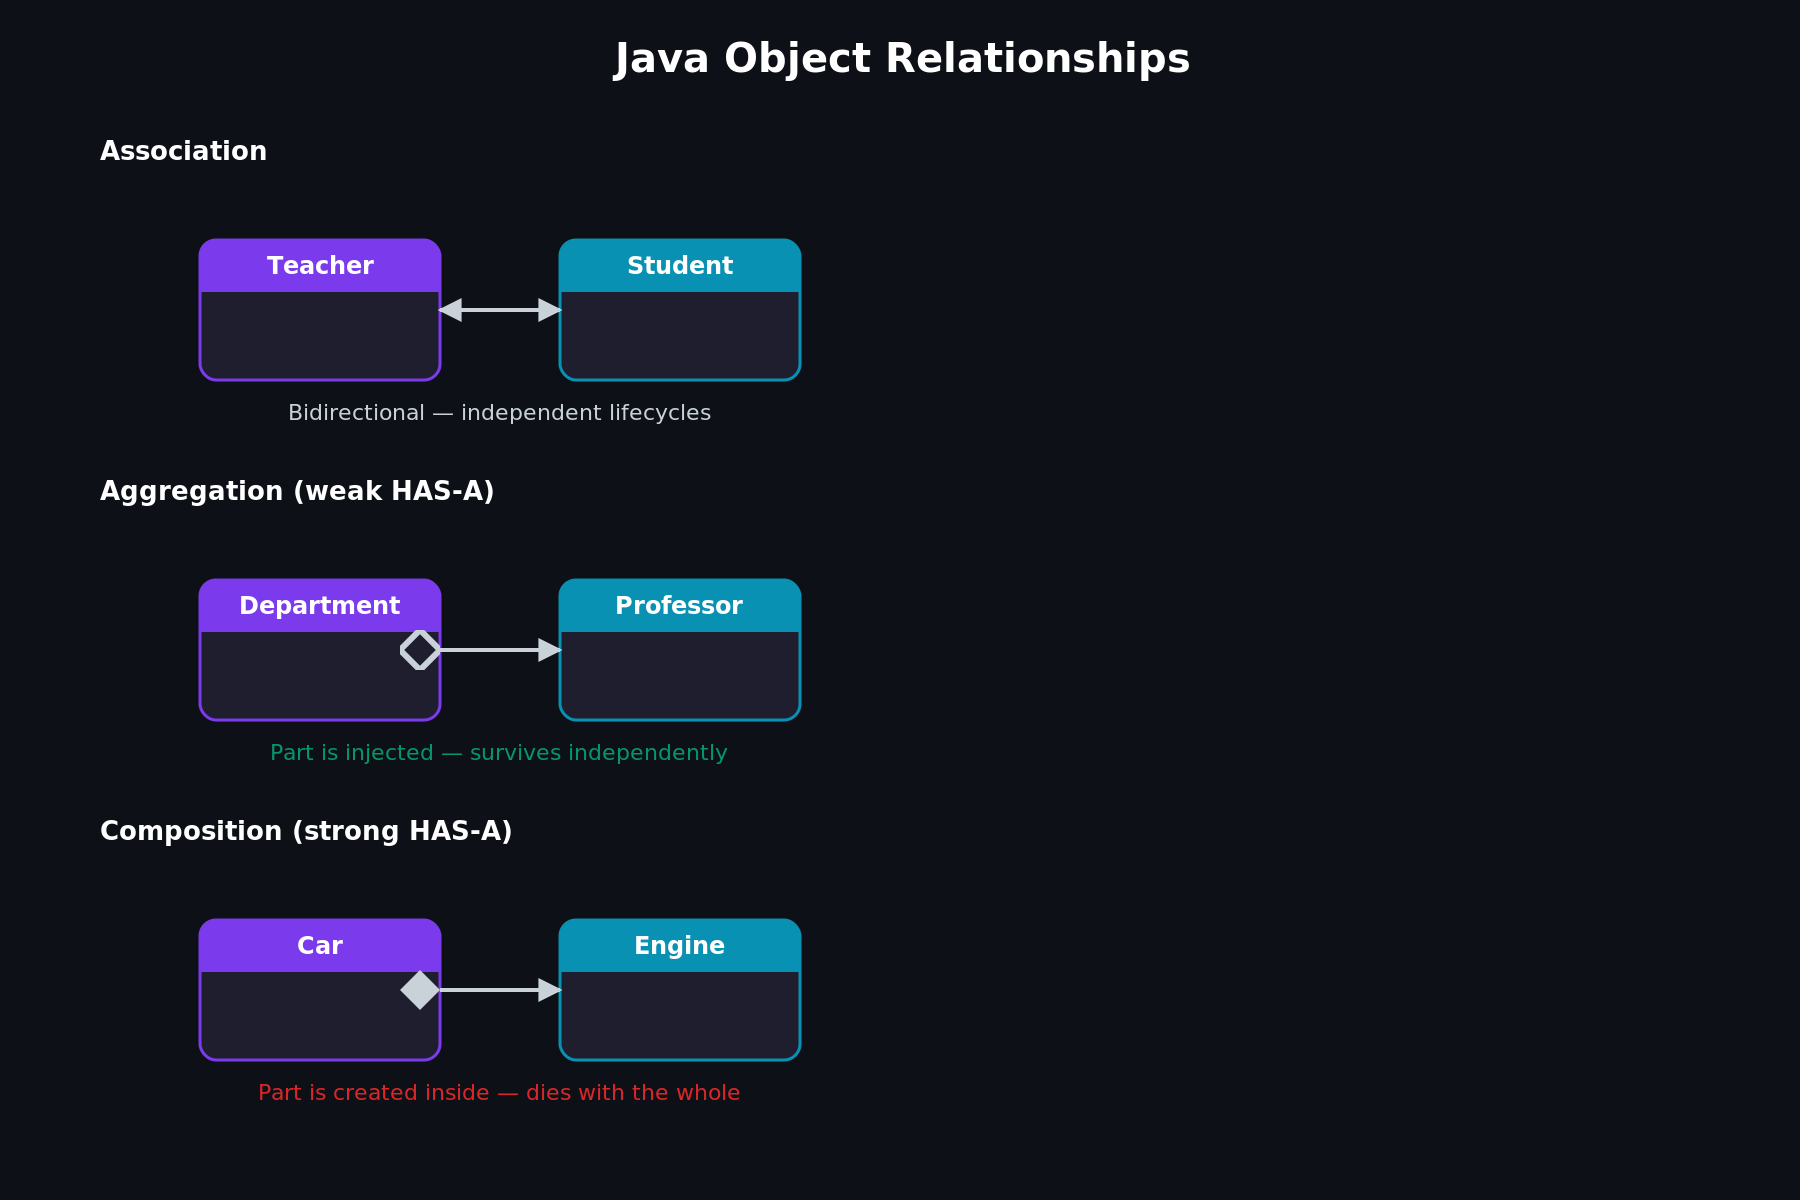 Java Object Relationships
Association
Teacher
Student
Bidirectional — independent lifecycles
Aggregation (weak HAS-A)
Department
Professor
Part is injected — survives independently
Composition (strong HAS-A)
Car
Engine
Part is created inside — dies with the whole